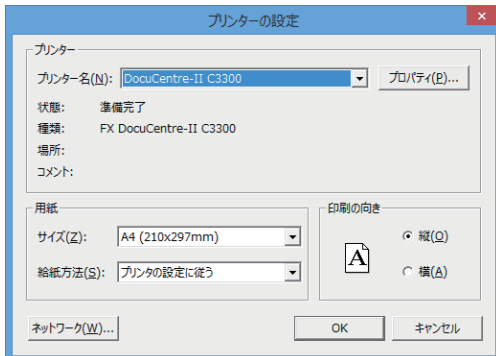 プリンターの設定
プリンター
プリンター名(N): DocuCentre-II C3300 プロパティ(P)...
状態: 準備完了
種類: FX DocuCentre-II C3300
場所:
コメント:
用紙
サイズ(Z): A4 (210x297mm)
給紙方法(S): プリンタの設定に従う
印刷の向き
A
縦(O)
横(A)
ネットワーク(W)... OK キャンセル